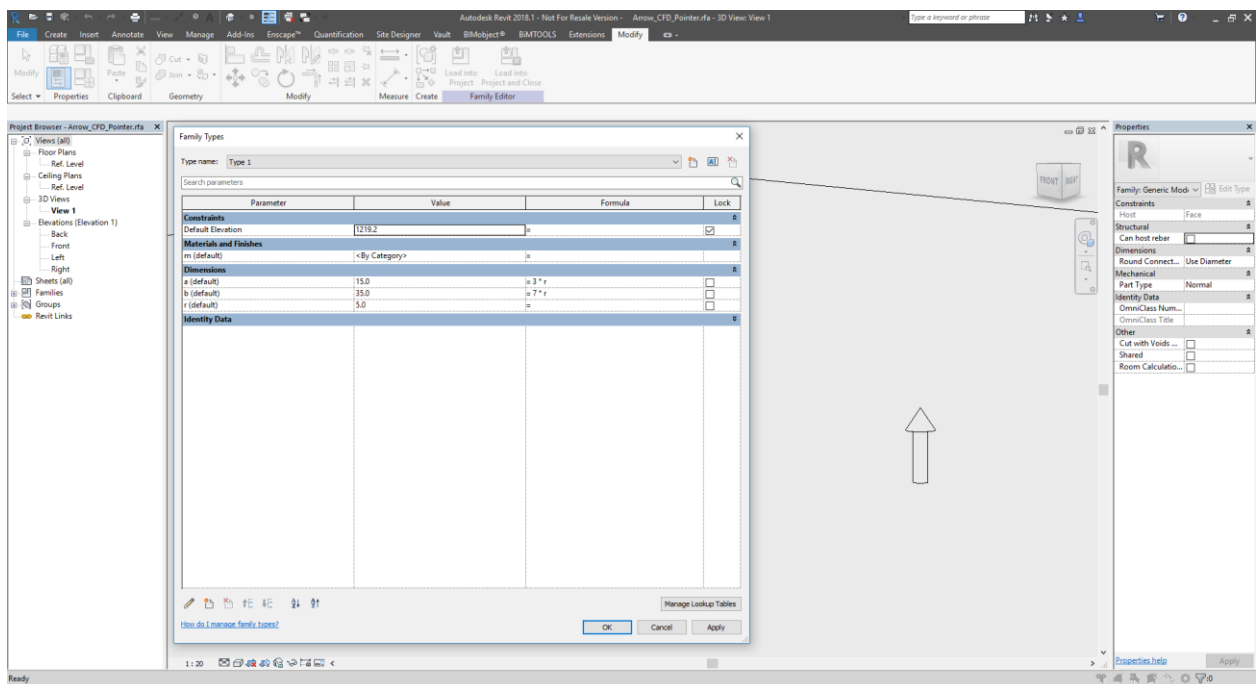 Autodesk Revit 2018.1 - Not For Resale Version - Arrow_CFD_Pointer.rfa - 3D View: View 1
Type a keyword or phrase
File Create Insert Annotate View Manage Add-Ins Enscape™ Quantification Site Designer Vault BIMobject® BiMTOOLS Extensions Modify
Modify
Paste
Cut
Join
Load into Project
Load into Project and Close
Select Properties Clipboard Geometry Modify Measure Create Family Editor
Project Browser - Arrow_CFD_Pointer.rfa
Views (all)
Floor Plans
Ref. Level
Ceiling Plans
Ref. Level
3D Views
View 1
Elevations (Elevation 1)
Back
Front
Left
Right
Sheets (all)
Families
Groups
Revit Links
Family Types
Type name: Type 1
Search parameters
Parameter Value Formula Lock
Constraints
Default Elevation 1219.2 =
Materials and Finishes
m (default) <By Category> =
Dimensions
a (default) 15.0 = 3 * r
b (default) 35.0 = 7 * r
r (default) 5.0 =
Identity Data
Manage Lookup Tables
How do I manage family types?
OK Cancel Apply
FRONT RIGHT
1 : 20
Properties
Family: Generic Mod Edit Type
Constraints
Host Face
Structural
Can host rebar
Dimensions
Round Connect... Use Diameter
Mechanical
Part Type Normal
Identity Data
OmniClass Num...
OmniClass Title
Other
Cut with Voids ...
Shared
Room Calculatio...
Properties help Apply
Ready
:0